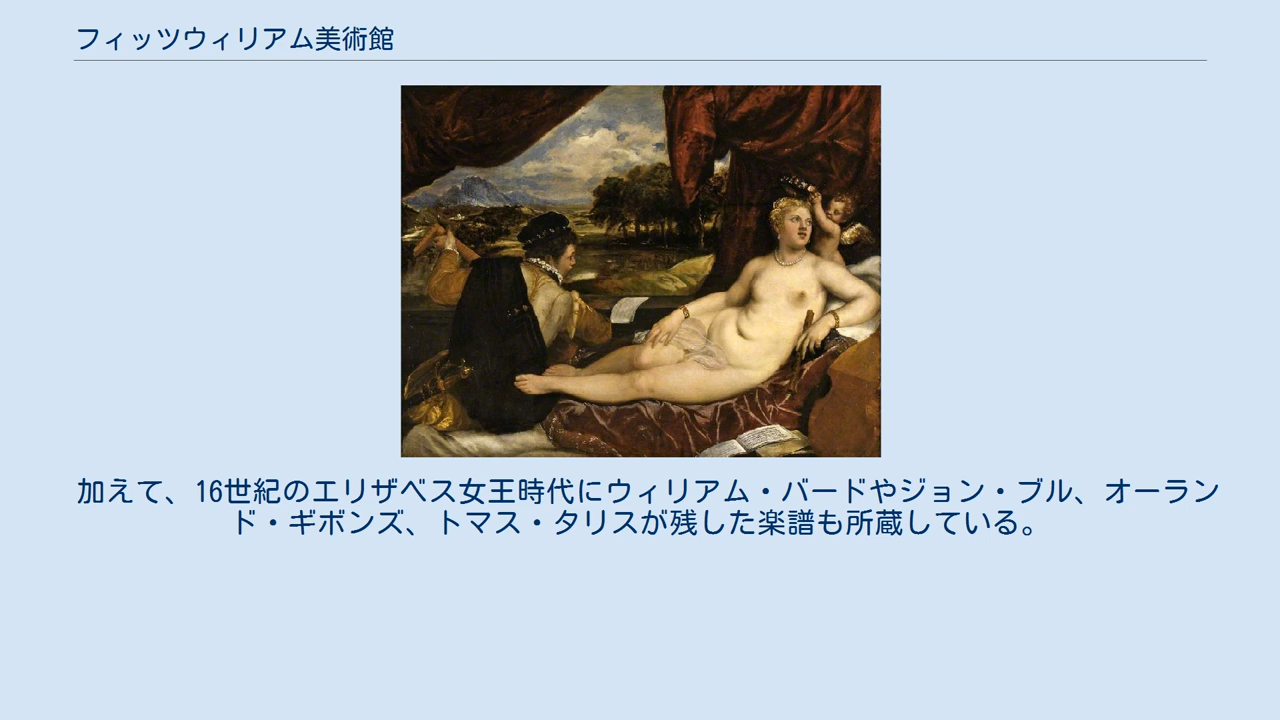 フィッツウィリアム美術館
加えて、16世紀のエリザベス女王時代にウィリアム・バードやジョン・ブル、オーラン
ド・ギボンズ、トマス・タリスが残した楽譜も所蔵している。